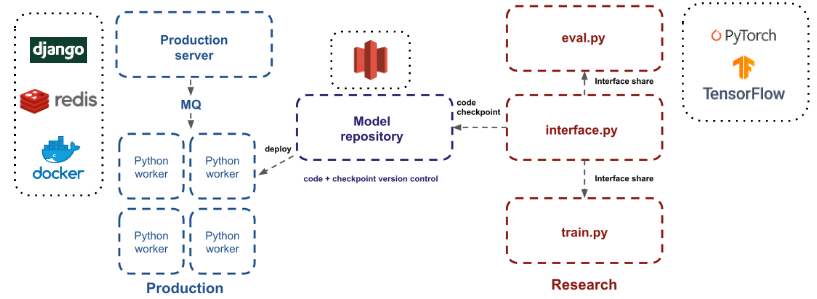 django
redis
docker
Production
server
MQ
Python
worker
Python
worker
Python
worker
Python
worker
Production
deploy
Model
repository
code + checkpoint version control
code
checkpoint
eval.py
Interface share
interface.py
Interface share
train.py
Research
PyTorch
TensorFlow